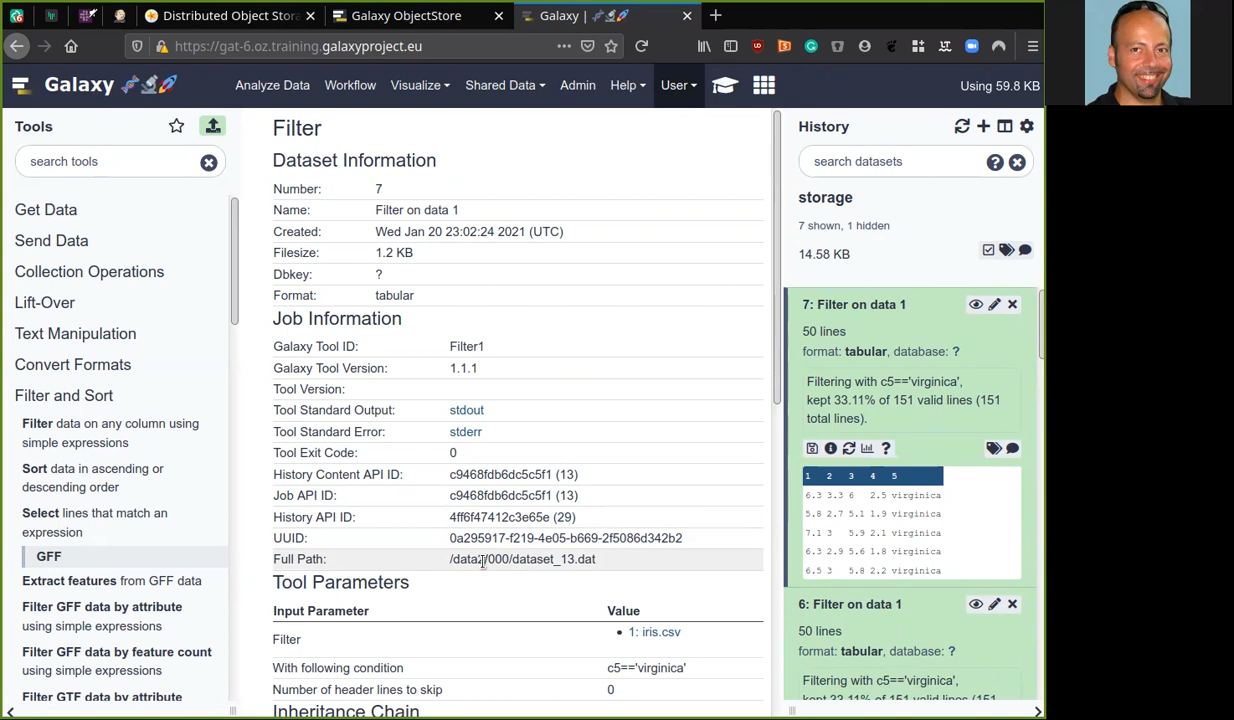 Distributed Object Stora
Galaxy ObjectStore
Galaxy |
https://gat-6.oz.training.galaxyproject.eu
Galaxy
Analyze Data
Workflow
Visualize
Shared Data
Admin
Help
User
Using 59.8 KB
Tools
search tools
Get Data
Send Data
Collection Operations
Lift-Over
Text Manipulation
Convert Formats
Filter and Sort
Filter data on any column using
simple expressions
Sort data in ascending or
descending order
Select lines that match an
expression
GFF
Extract features from GFF data
Filter GFF data by attribute
using simple expressions
Filter GFF data by feature count
using simple expressions
Filter GTF data by attribute
Filter
Dataset Information
Number: 7
Name: Filter on data 1
Created: Wed Jan 20 23:02:24 2021 (UTC)
Filesize: 1.2 KB
Dbkey: ?
Format: tabular
Job Information
Galaxy Tool ID: Filter1
Galaxy Tool Version: 1.1.1
Tool Version:
Tool Standard Output: stdout
Tool Standard Error: stderr
Tool Exit Code: 0
History Content API ID: c9468fdb6dc5c5f1 (13)
Job API ID: c9468fdb6dc5c5f1 (13)
History API ID: 4ff6f47412c3e65e (29)
UUID: 0a295917-f219-4e05-b669-2f5086d342b2
Full Path: /data2/000/dataset_13.dat
Tool Parameters
Input Parameter Value
Filter • 1: iris.csv
With following condition c5=='virginica'
Number of header lines to skip 0
Inheritance Chain
History
search datasets
storage
7 shown, 1 hidden
14.58 KB
7: Filter on data 1
50 lines
format: tabular, database: ?
Filtering with c5=='virginica',
kept 33.11% of 151 valid lines (151
total lines).
1 2 3 4 5
6.3 3.3 6 2.5 virginica
5.8 2.7 5.1 1.9 virginica
7.1 3 5.9 2.1 virginica
6.3 2.9 5.6 1.8 virginica
6.5 3 5.8 2.2 virginica
6: Filter on data 1
50 lines
format: tabular, database: ?
Filtering with c5=='virginica',
kept 33.11% of 151 valid lines (151